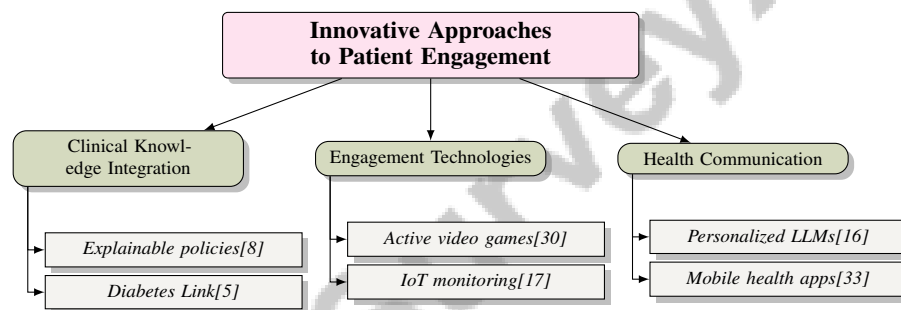 Innovative Approaches
to Patient Engagement
Clinical Knowl-
edge Integration
Engagement Technologies
Health Communication
Explainable policies[8]
Diabetes Link[5]
Active video games[30]
IoT monitoring[17]
Personalized LLMs[16]
Mobile health apps[33]
urvey